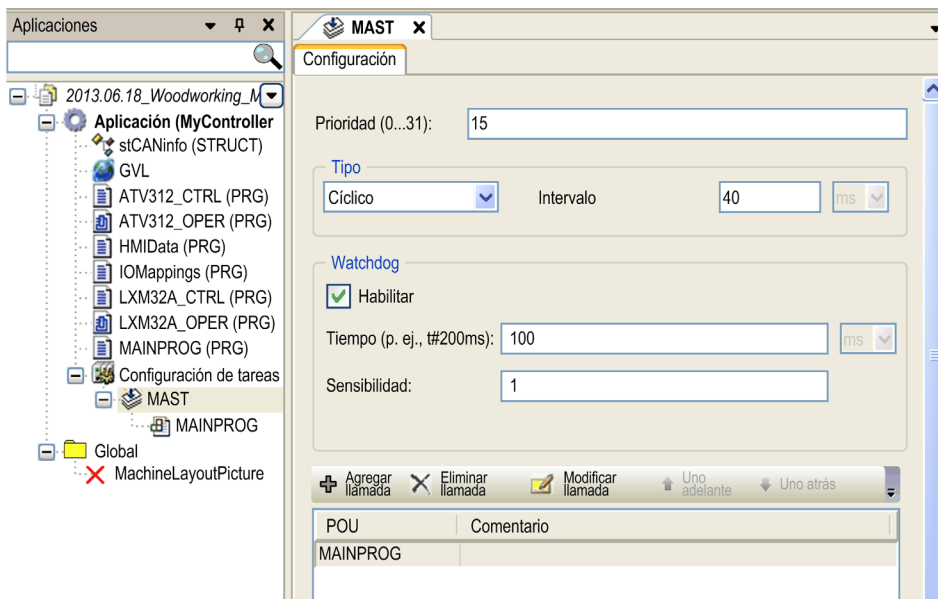 Aplicaciones
2013.06.18_Woodworking_M
Aplicación (MyController
stCANinfo (STRUCT)
GVL
ATV312_CTRL (PRG)
ATV312_OPER (PRG)
HMIData (PRG)
IOMappings (PRG)
LXM32A_CTRL (PRG)
LXM32A_OPER (PRG)
MAINPROG (PRG)
Configuración de tareas
MAST
MAINPROG
Global
MachineLayoutPicture
MAST
Configuración
Prioridad (0...31): 15
Tipo
Cíclico Intervalo 40 ms
Watchdog
Habilitar
Tiempo (p. ej., t#200ms): 100 ms
Sensibilidad: 1
Agregar llamada Eliminar llamada Modificar llamada Uno adelante Uno atrás
POU Comentario
MAINPROG